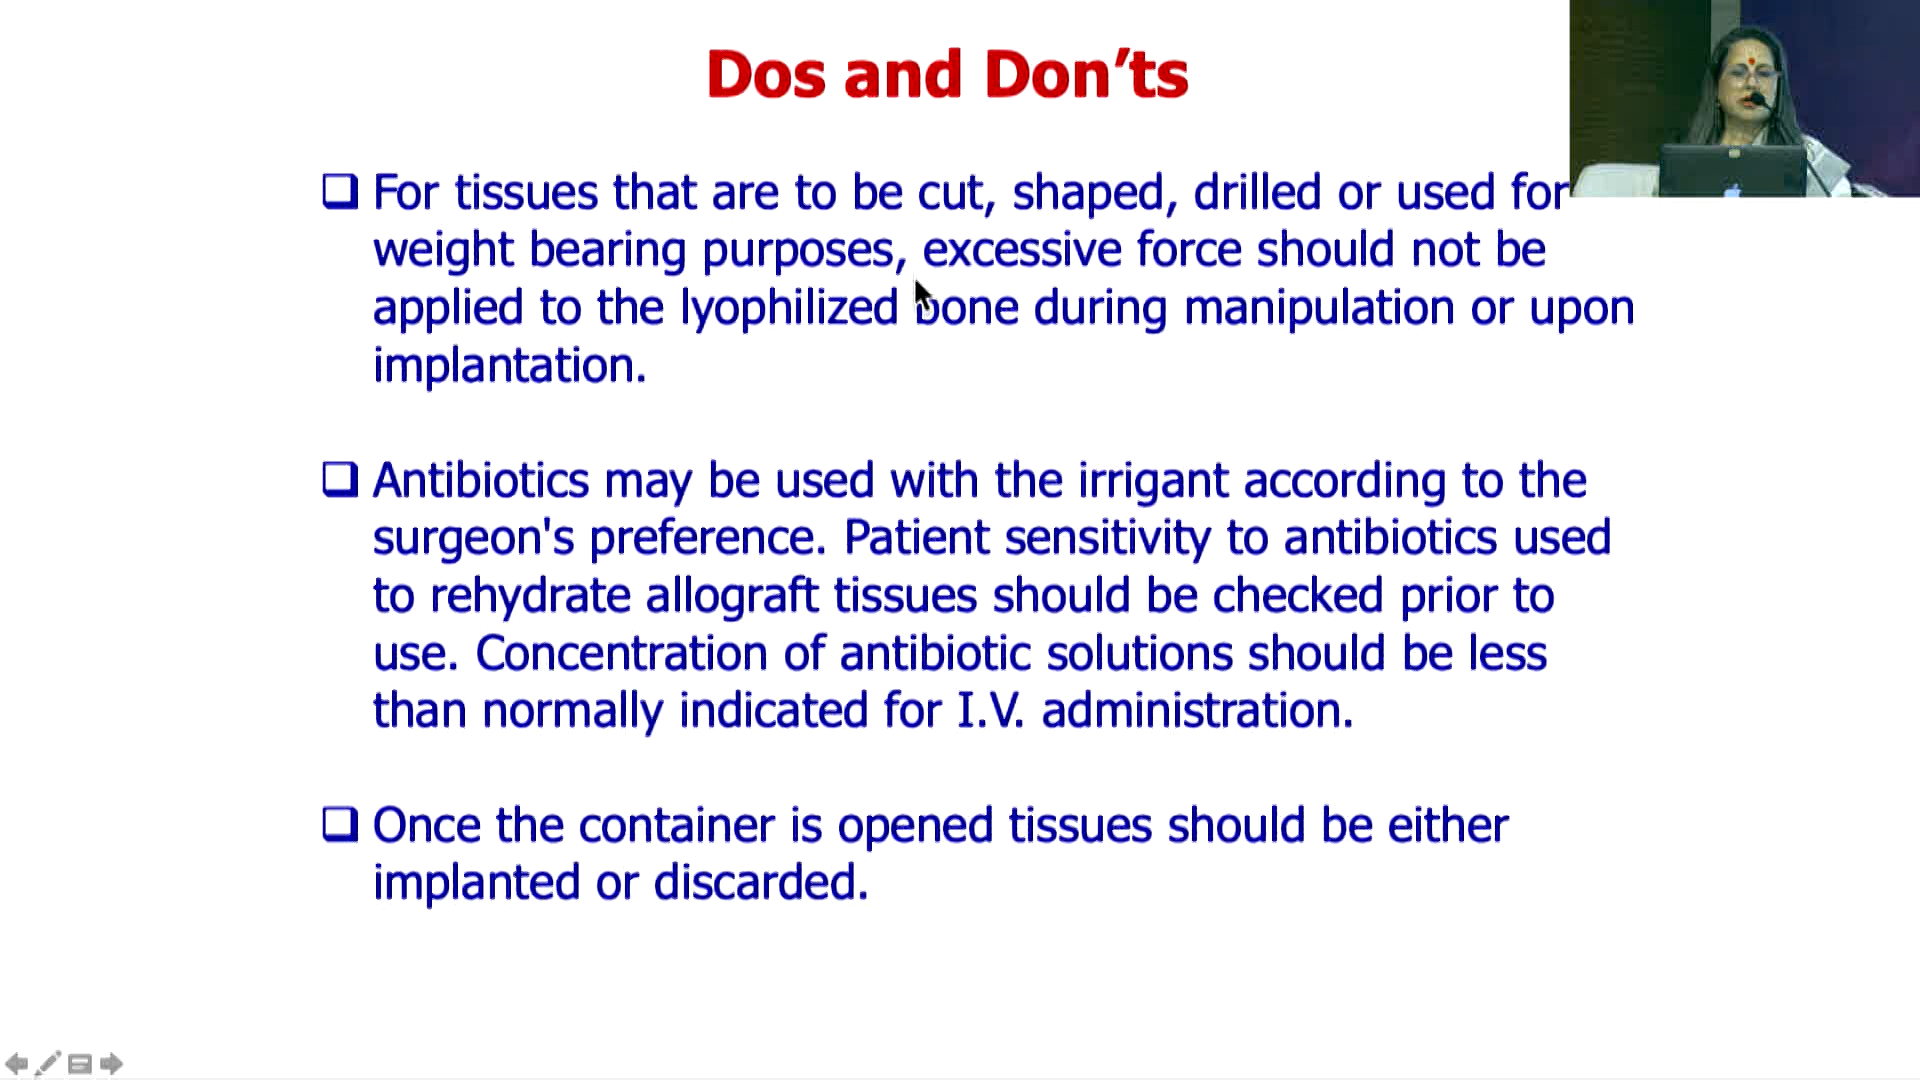 Dos and Don’ts
For tissues that are to be cut, shaped, drilled or used for
weight bearing purposes, excessive force should not be
applied to the lyophilized bone during manipulation or upon
implantation.
Antibiotics may be used with the irrigant according to the
surgeon's preference. Patient sensitivity to antibiotics used
to rehydrate allograft tissues should be checked prior to
use. Concentration of antibiotic solutions should be less
than normally indicated for I.V. administration.
Once the container is opened tissues should be either
implanted or discarded.